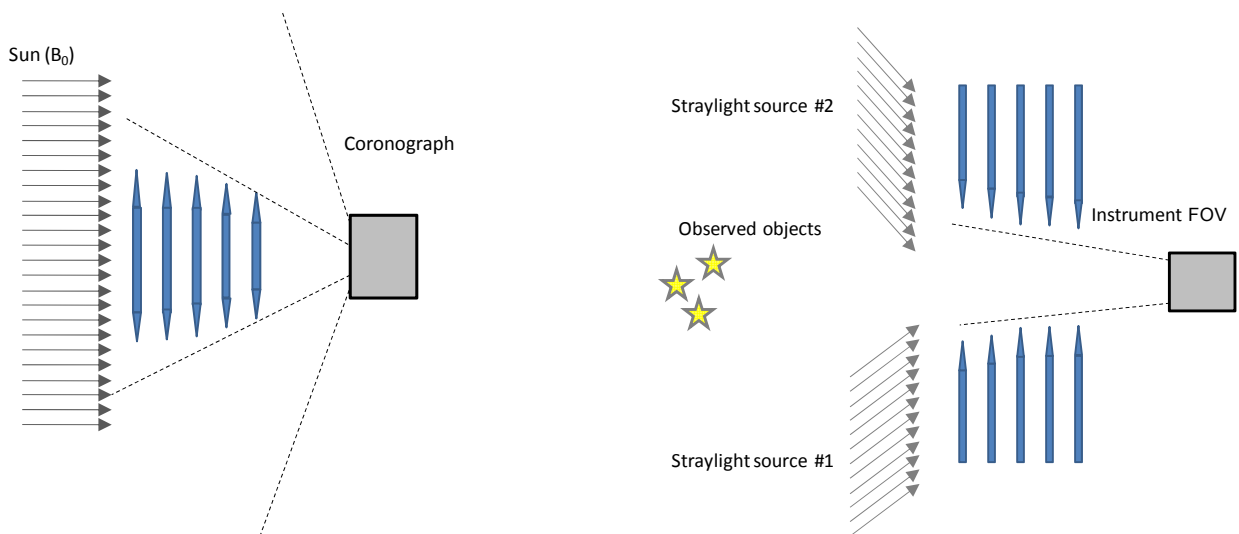 Sun (B₀)
Coronograph
Straylight source #2
Observed objects
Instrument FOV
Straylight source #1